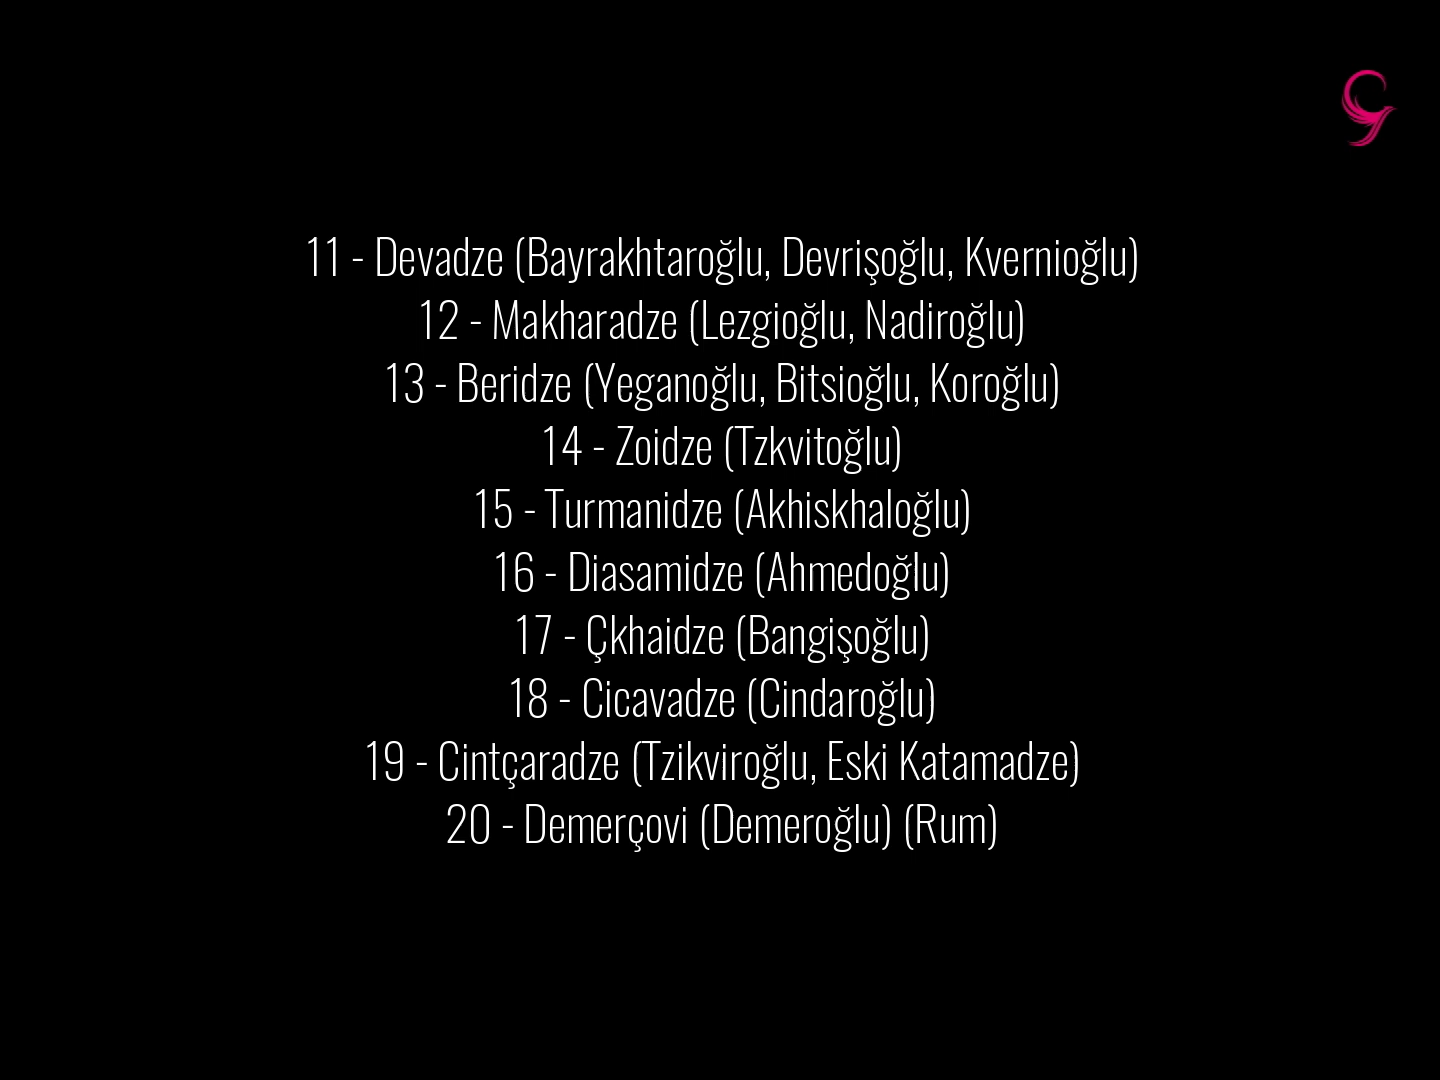 11 - Devadze (Bayrakhtaroğlu, Devrişoğlu, Kvernioğlu)
12 - Makharadze (Lezgioğlu, Nadiroğlu)
13 - Beridze (Yeganoğlu, Bitsioğlu, Koroğlu)
14 - Zoidze (Tzkvitoğlu)
15 - Turmanidze (Akhiskhaloğlu)
16 - Diasamidze (Ahmedoğlu)
17 - Çkhaidze (Bangişoğlu)
18 - Cicavadze (Cindaroğlu)
19 - Cintçaradze (Tzikviroğlu, Eski Katamadze)
20 - Demerçovi (Demeroğlu) (Rum)